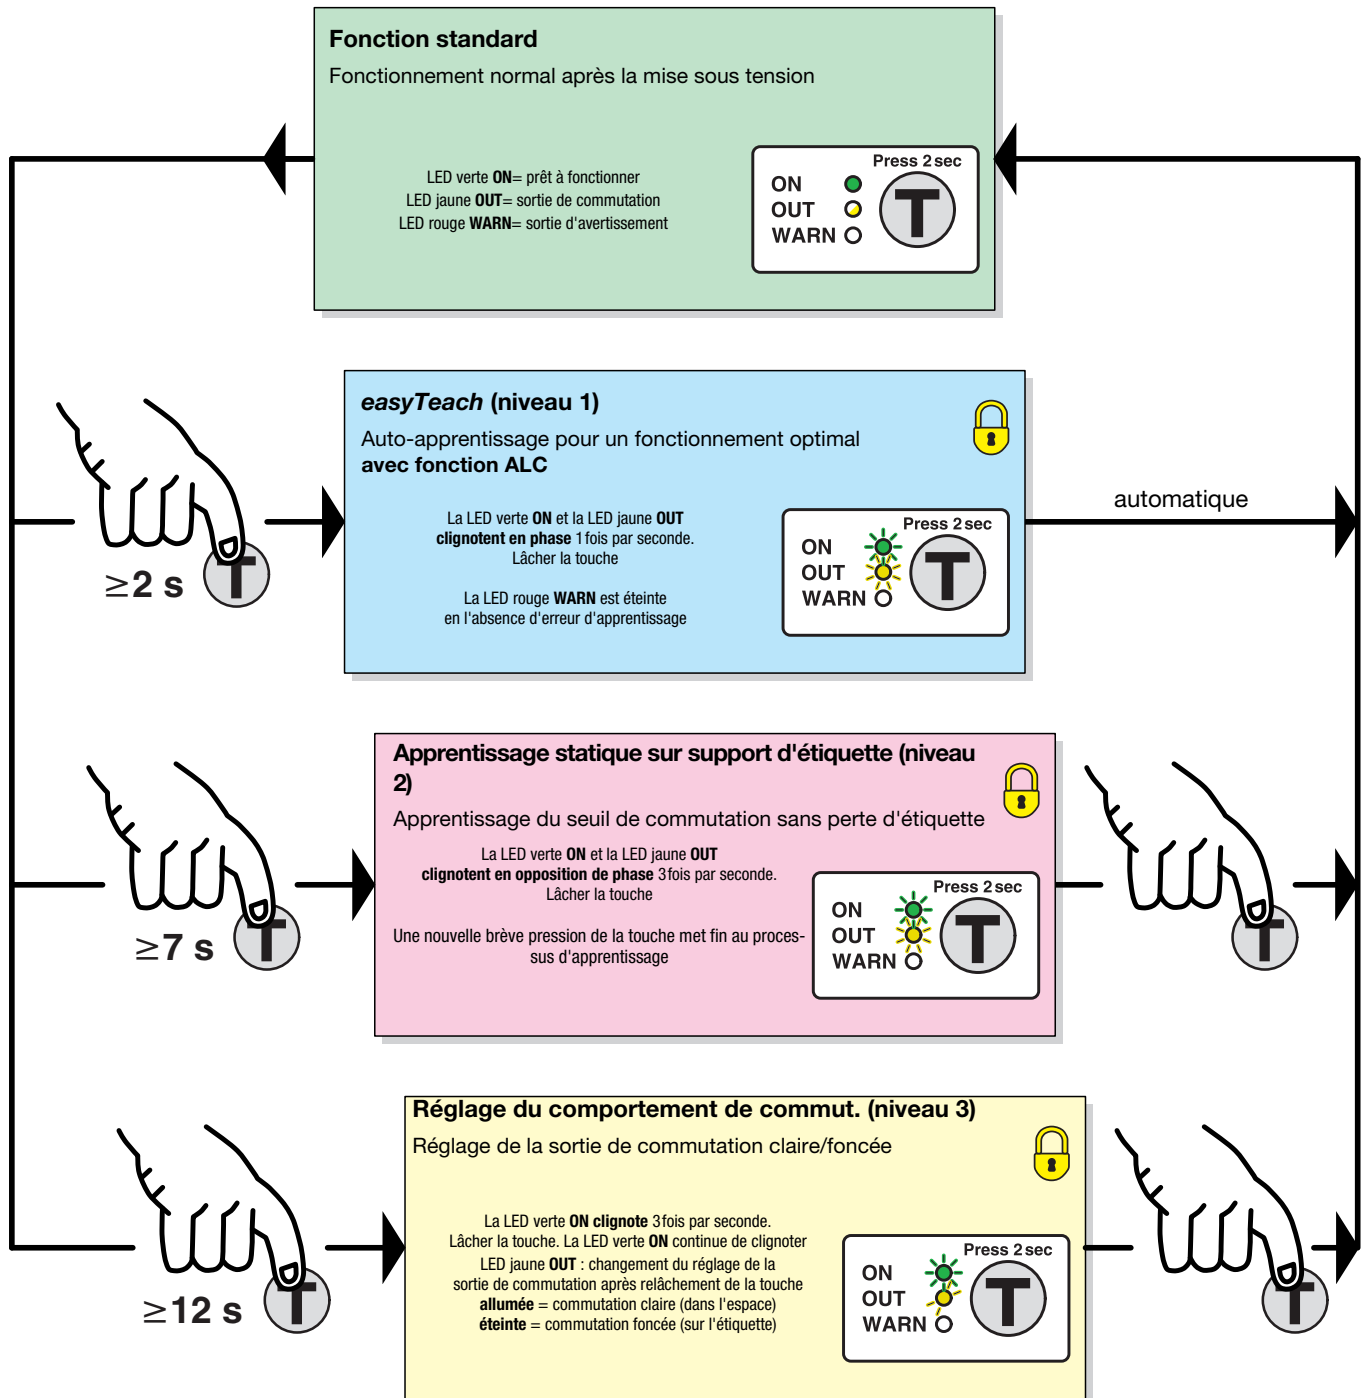 Fonction standard
Fonctionnement normal après la mise sous tension
LED verte ON= prêt à fonctionner
LED jaune OUT= sortie de commutation
LED rouge WARN= sortie d'avertissement
Press 2 sec
ON
OUT
WARN
T
easyTeach (niveau 1)
Auto-apprentissage pour un fonctionnement optimal
avec fonction ALC
La LED verte ON et la LED jaune OUT
clignotent en phase 1 fois par seconde.
Lâcher la touche
La LED rouge WARN est éteinte
en l'absence d'erreur d'apprentissage
Press 2 sec
ON
OUT
WARN
T
≥2 s
T
automatique
Apprentissage statique sur support d'étiquette (niveau
2)
Apprentissage du seuil de commutation sans perte d'étiquette
La LED verte ON et la LED jaune OUT
clignotent en opposition de phase 3 fois par seconde.
Lâcher la touche
Une nouvelle brève pression de la touche met fin au proces-
sus d'apprentissage
Press 2 sec
ON
OUT
WARN
T
≥7 s
T
T
Réglage du comportement de commut. (niveau 3)
Réglage de la sortie de commutation claire/foncée
La LED verte ON clignote 3 fois par seconde.
Lâcher la touche. La LED verte ON continue de clignoter
LED jaune OUT : changement du réglage de la
sortie de commutation après relâchement de la touche
allumée = commutation claire (dans l'espace)
éteinte = commutation foncée (sur l'étiquette)
Press 2 sec
ON
OUT
WARN
T
≥12 s
T
T